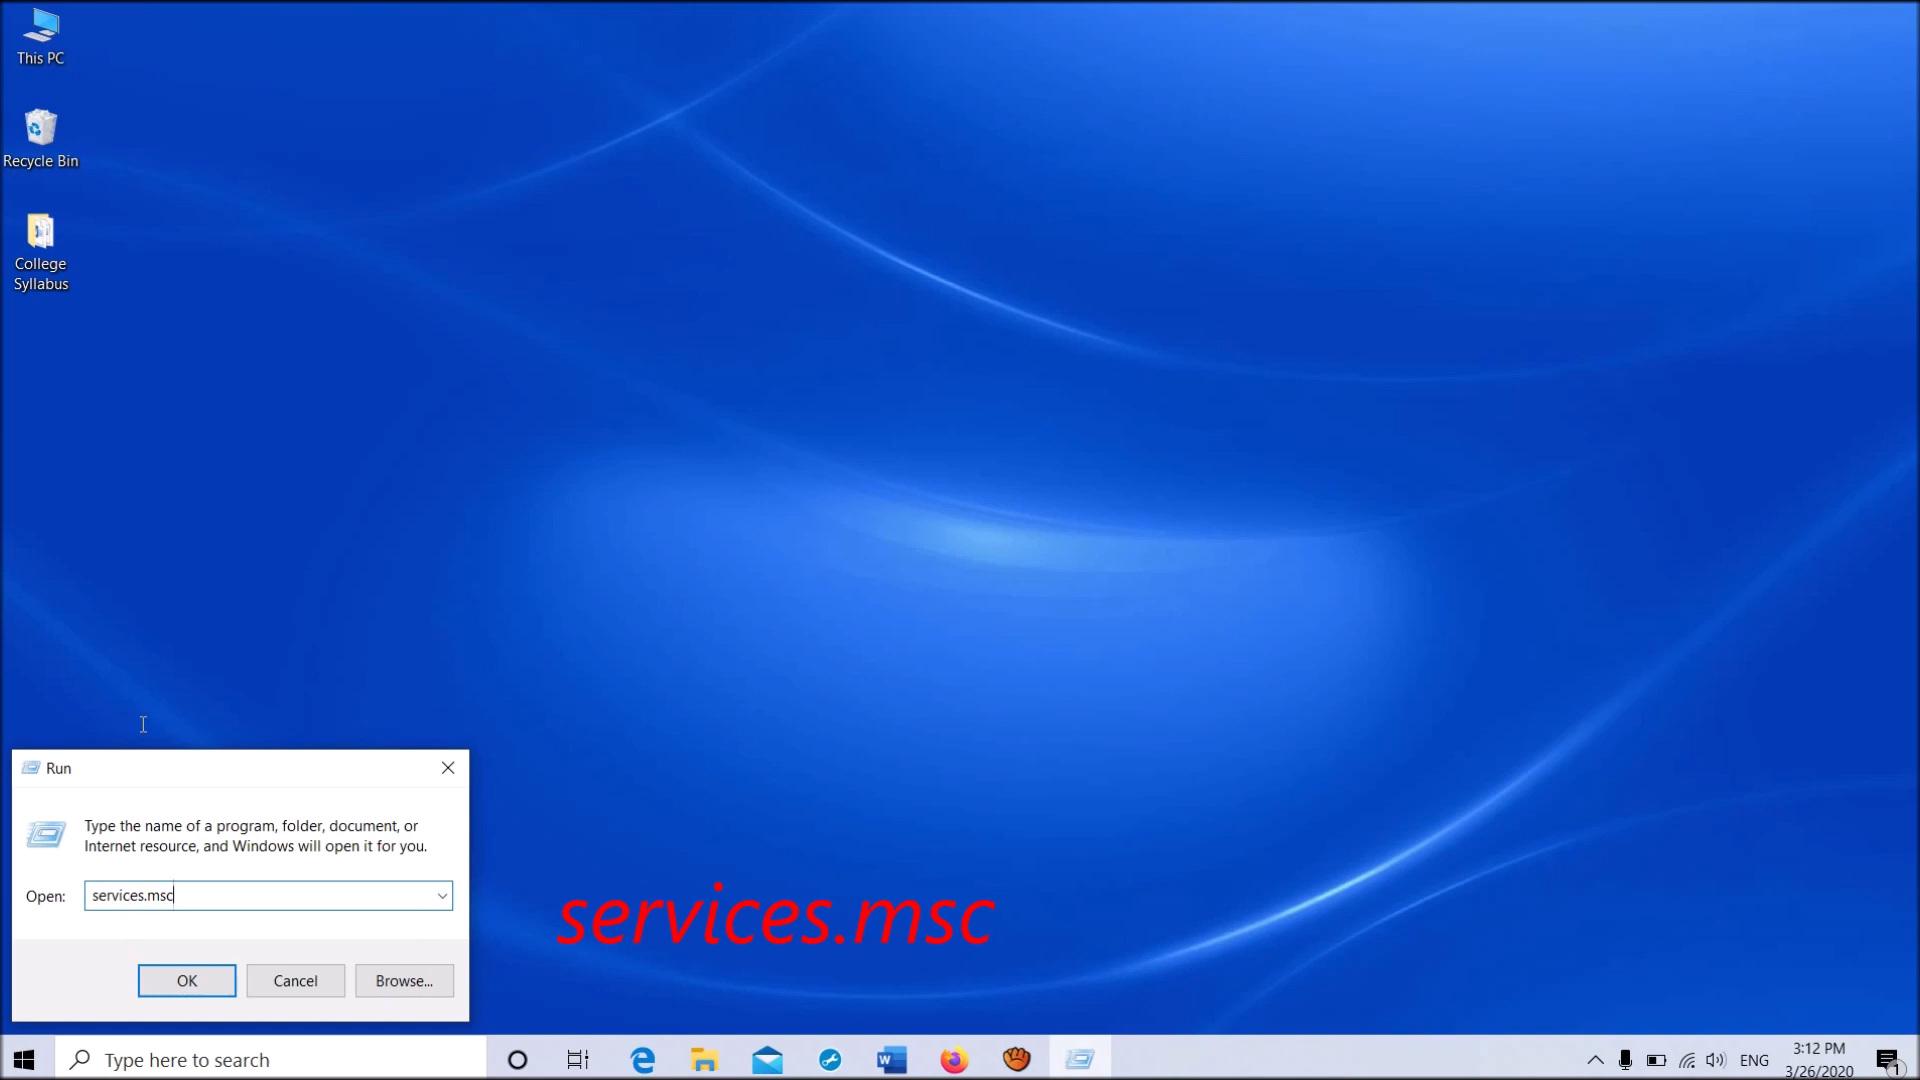 This PC
Recycle Bin
College
Syllabus
Run
Type the name of a program, folder, document, or
Internet resource, and Windows will open it for you.
Open: services.msc
OK Cancel Browse...
services.msc
Type here to search
W
ENG
3:12 PM
3/26/2020
1